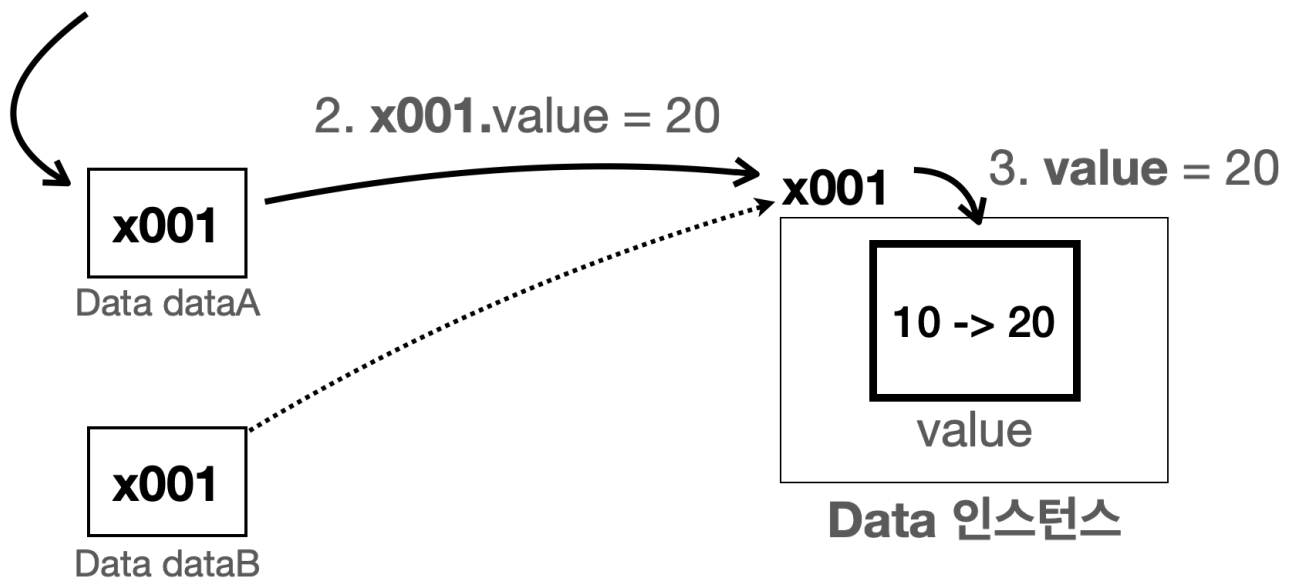 2. x001.value = 20
3. value = 20
x001
x001
Data dataA
10 -> 20
value
x001
Data dataB
Data 인스턴스